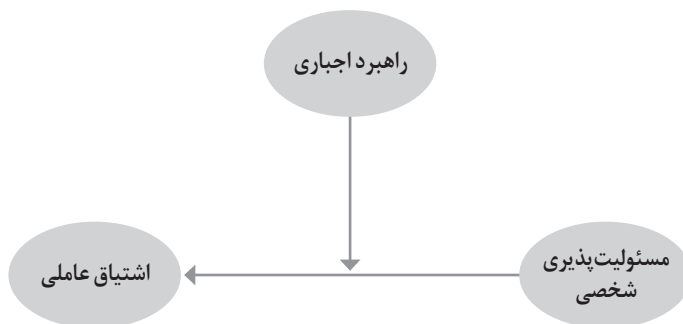 راهبرد اجباری
مسئولیت‌پذیری
شخصی
اشتیاق عاملی